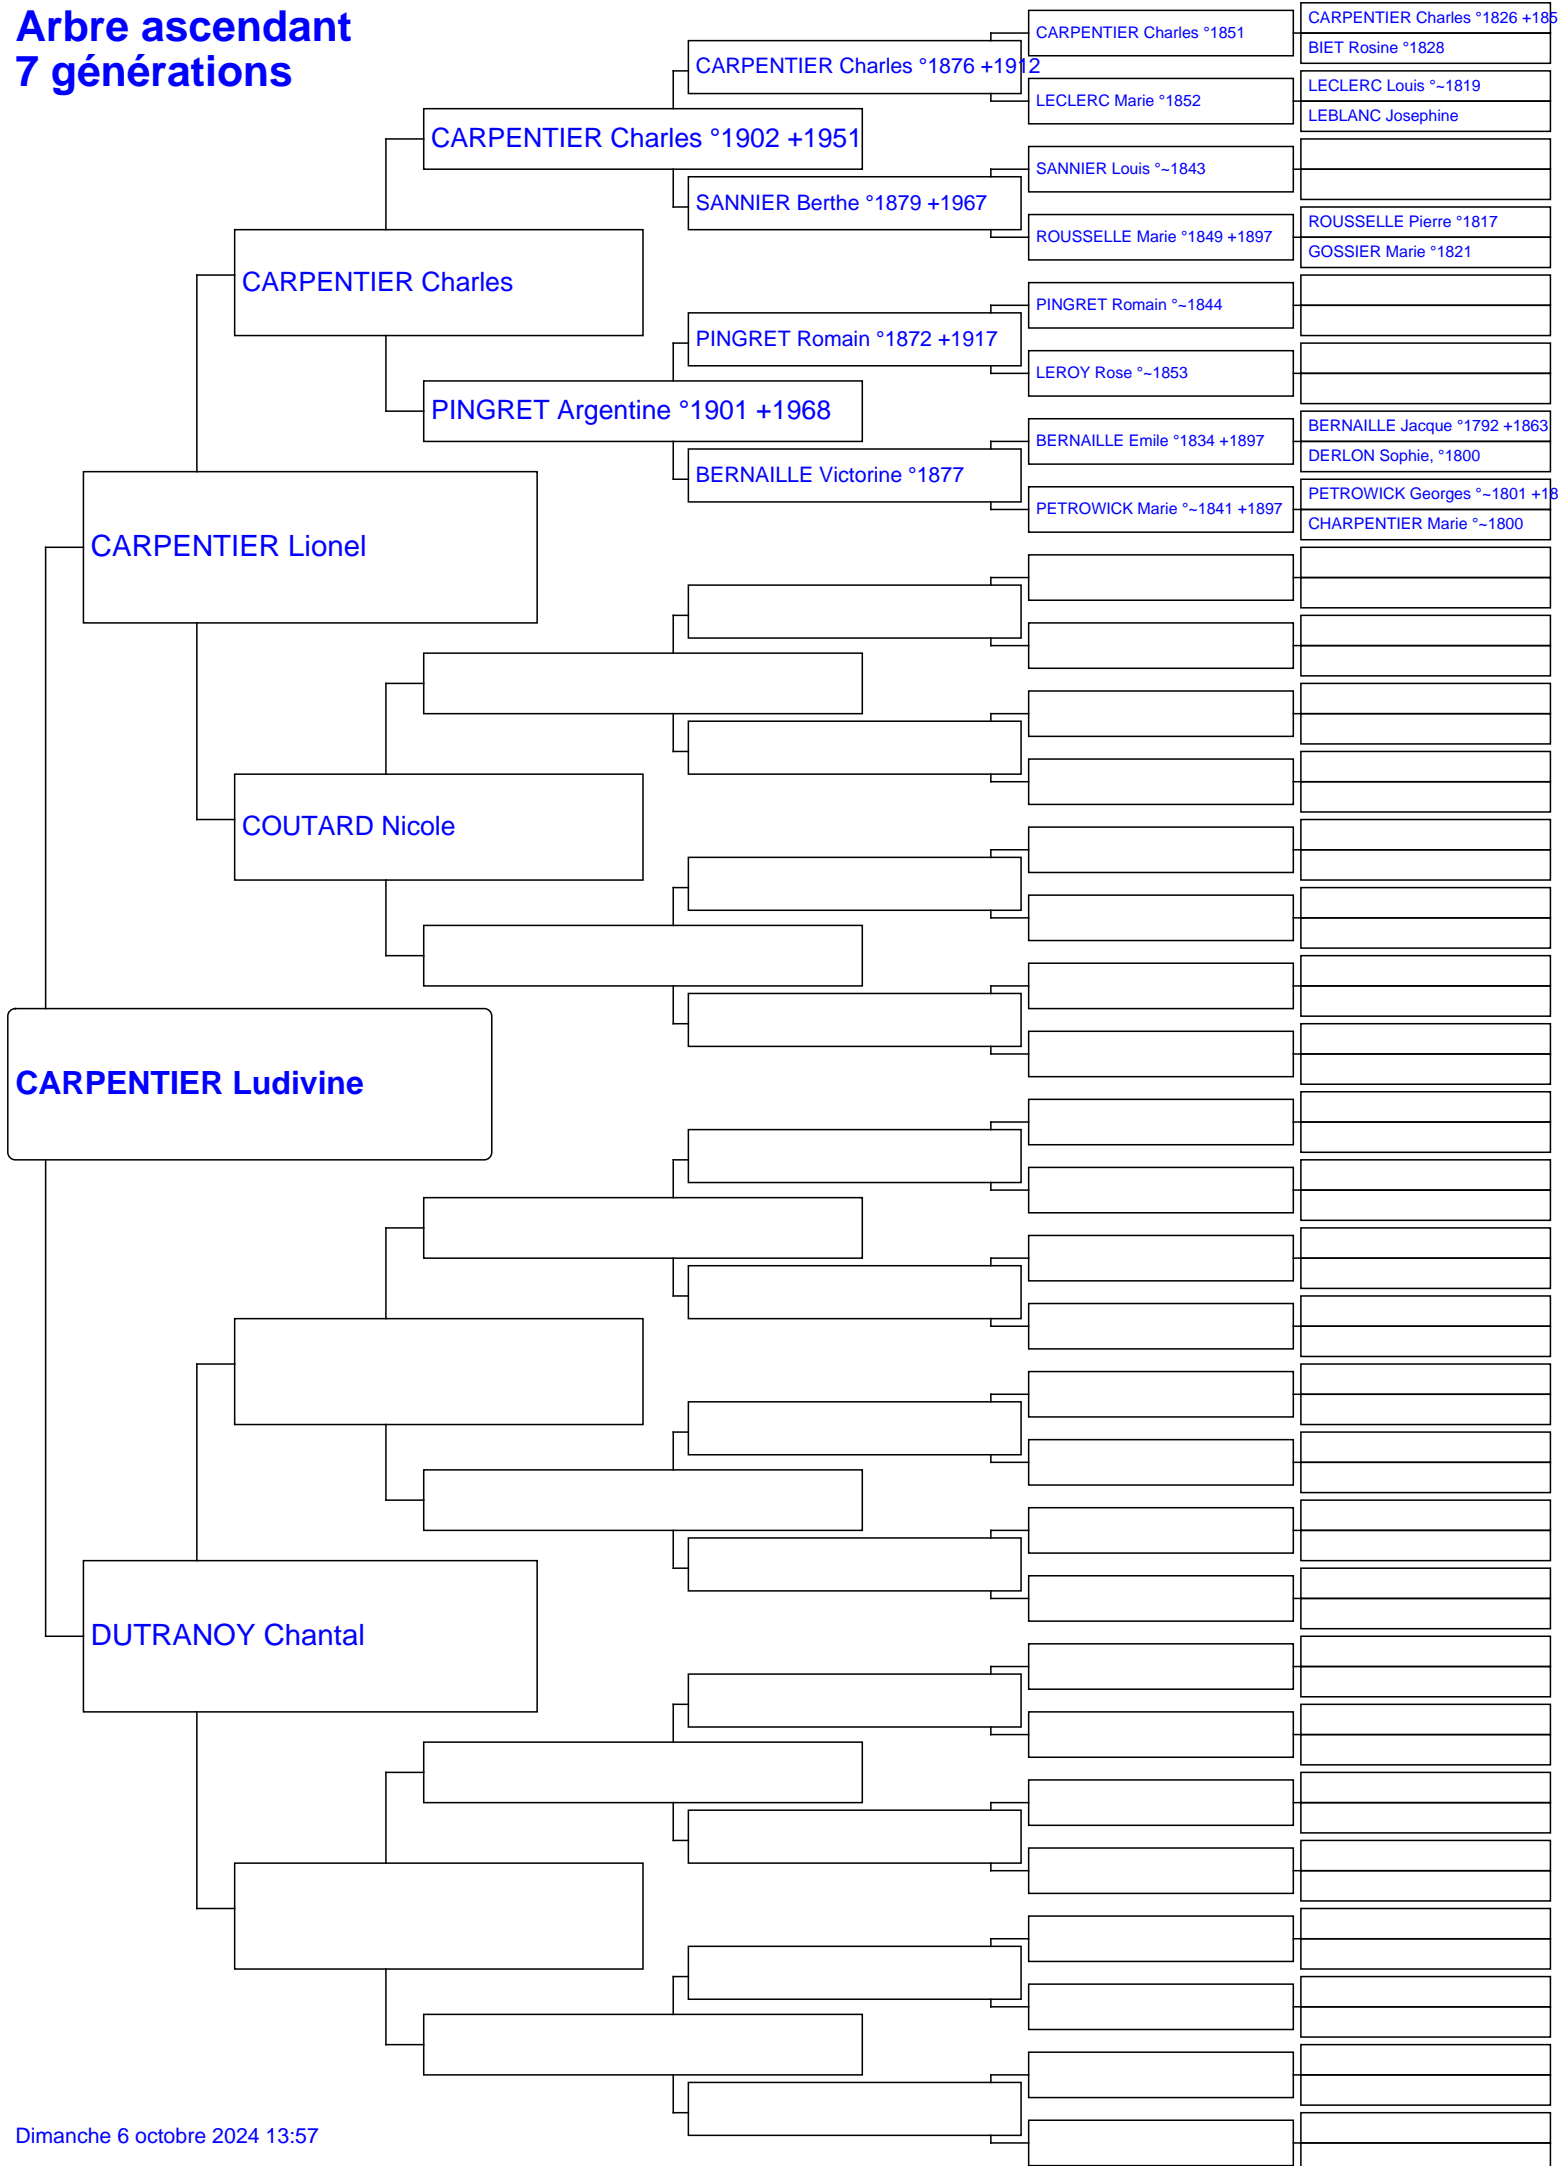 Arbre ascendant
7 générations
CARPENTIER Charles °1826 +185
CARPENTIER Charles °1851
BIET Rosine °1828
CARPENTIER Charles °1876 +1912
LECLERC Louis °~1819
LECLERC Marie °1852
LEBLANC Josephine
CARPENTIER Charles °1902 +1951
SANNIER Louis °~1843
SANNIER Berthe °1879 +1967
ROUSSELLE Pierre °1817
ROUSSELLE Marie °1849 +1897
GOSSIER Marie °1821
CARPENTIER Charles
PINGRET Romain °~1844
PINGRET Romain °1872 +1917
LEROY Rose °~1853
PINGRET Argentine °1901 +1968
BERNAILLE Jacque °1792 +1863
BERNAILLE Emile °1834 +1897
DERLON Sophie, °1800
BERNAILLE Victorine °1877
PETROWICK Georges °~1801 +18
PETROWICK Marie °~1841 +1897
CHARPENTIER Marie °~1800
CARPENTIER Lionel
COUTARD Nicole
CARPENTIER Ludivine
DUTRANOY Chantal
Dimanche 6 octobre 2024 13:57